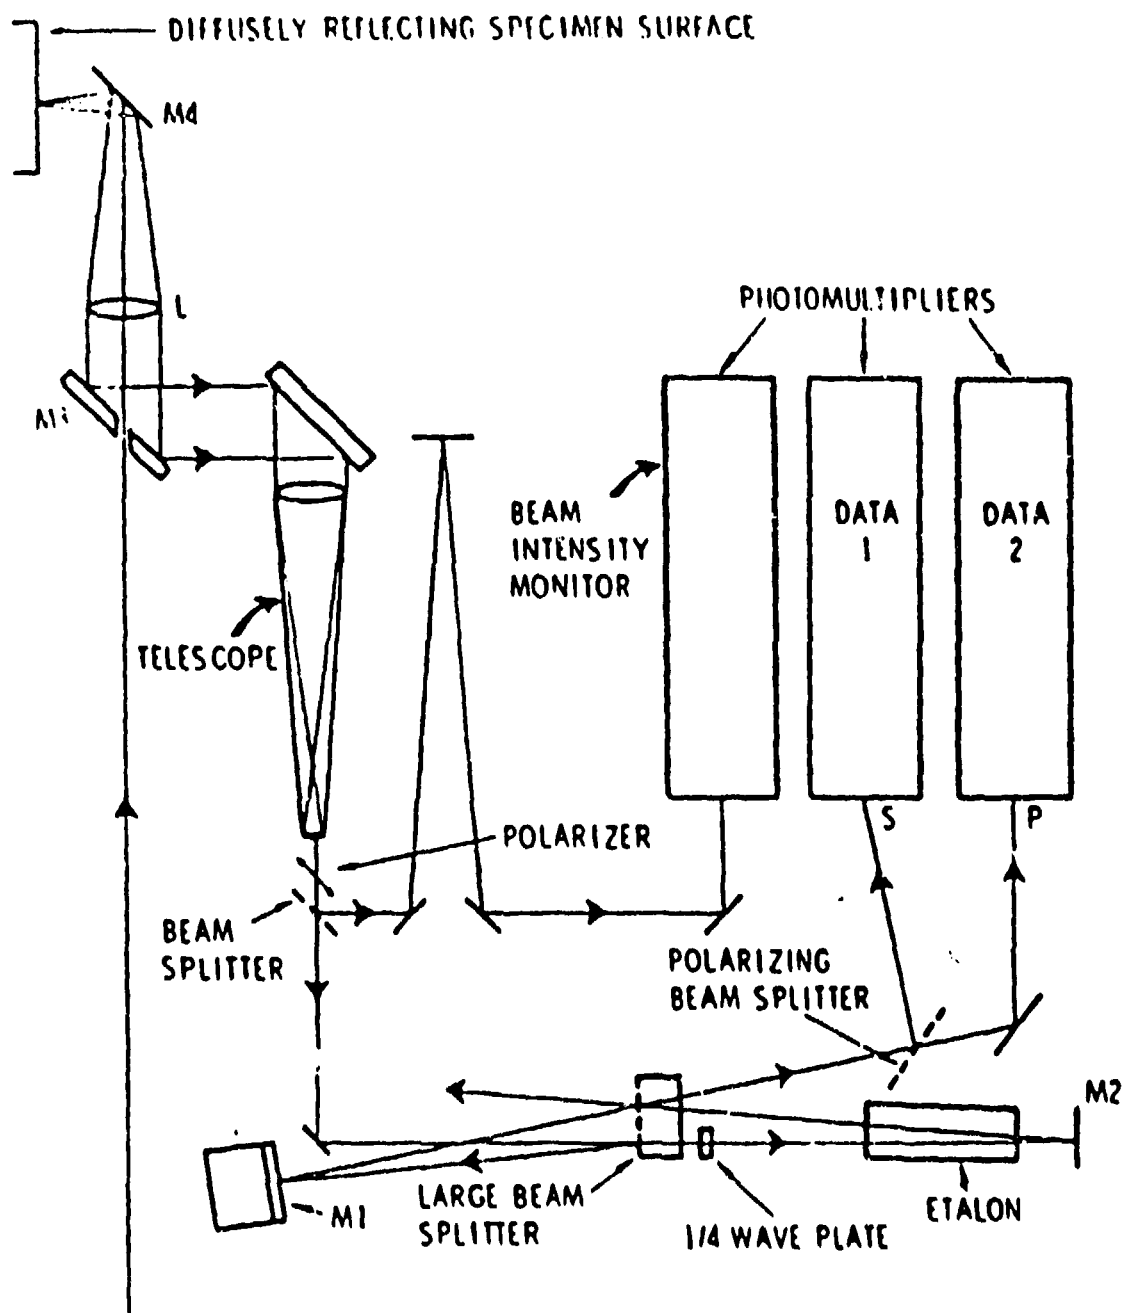 DIFFUSELY REFLECTING SPECIMEN SURFACE
M4
L
PHOTOMULTIPLIERS
M3
BEAM
INTENSITY
MONITOR
DATA
1
DATA
2
TELESCOPE
S
P
POLARIZER
BEAM
SPLITTER
POLARIZING
BEAM SPLITTER
M2
M1
LARGE BEAM
SPLITTER
1/4 WAVE PLATE
ETALON